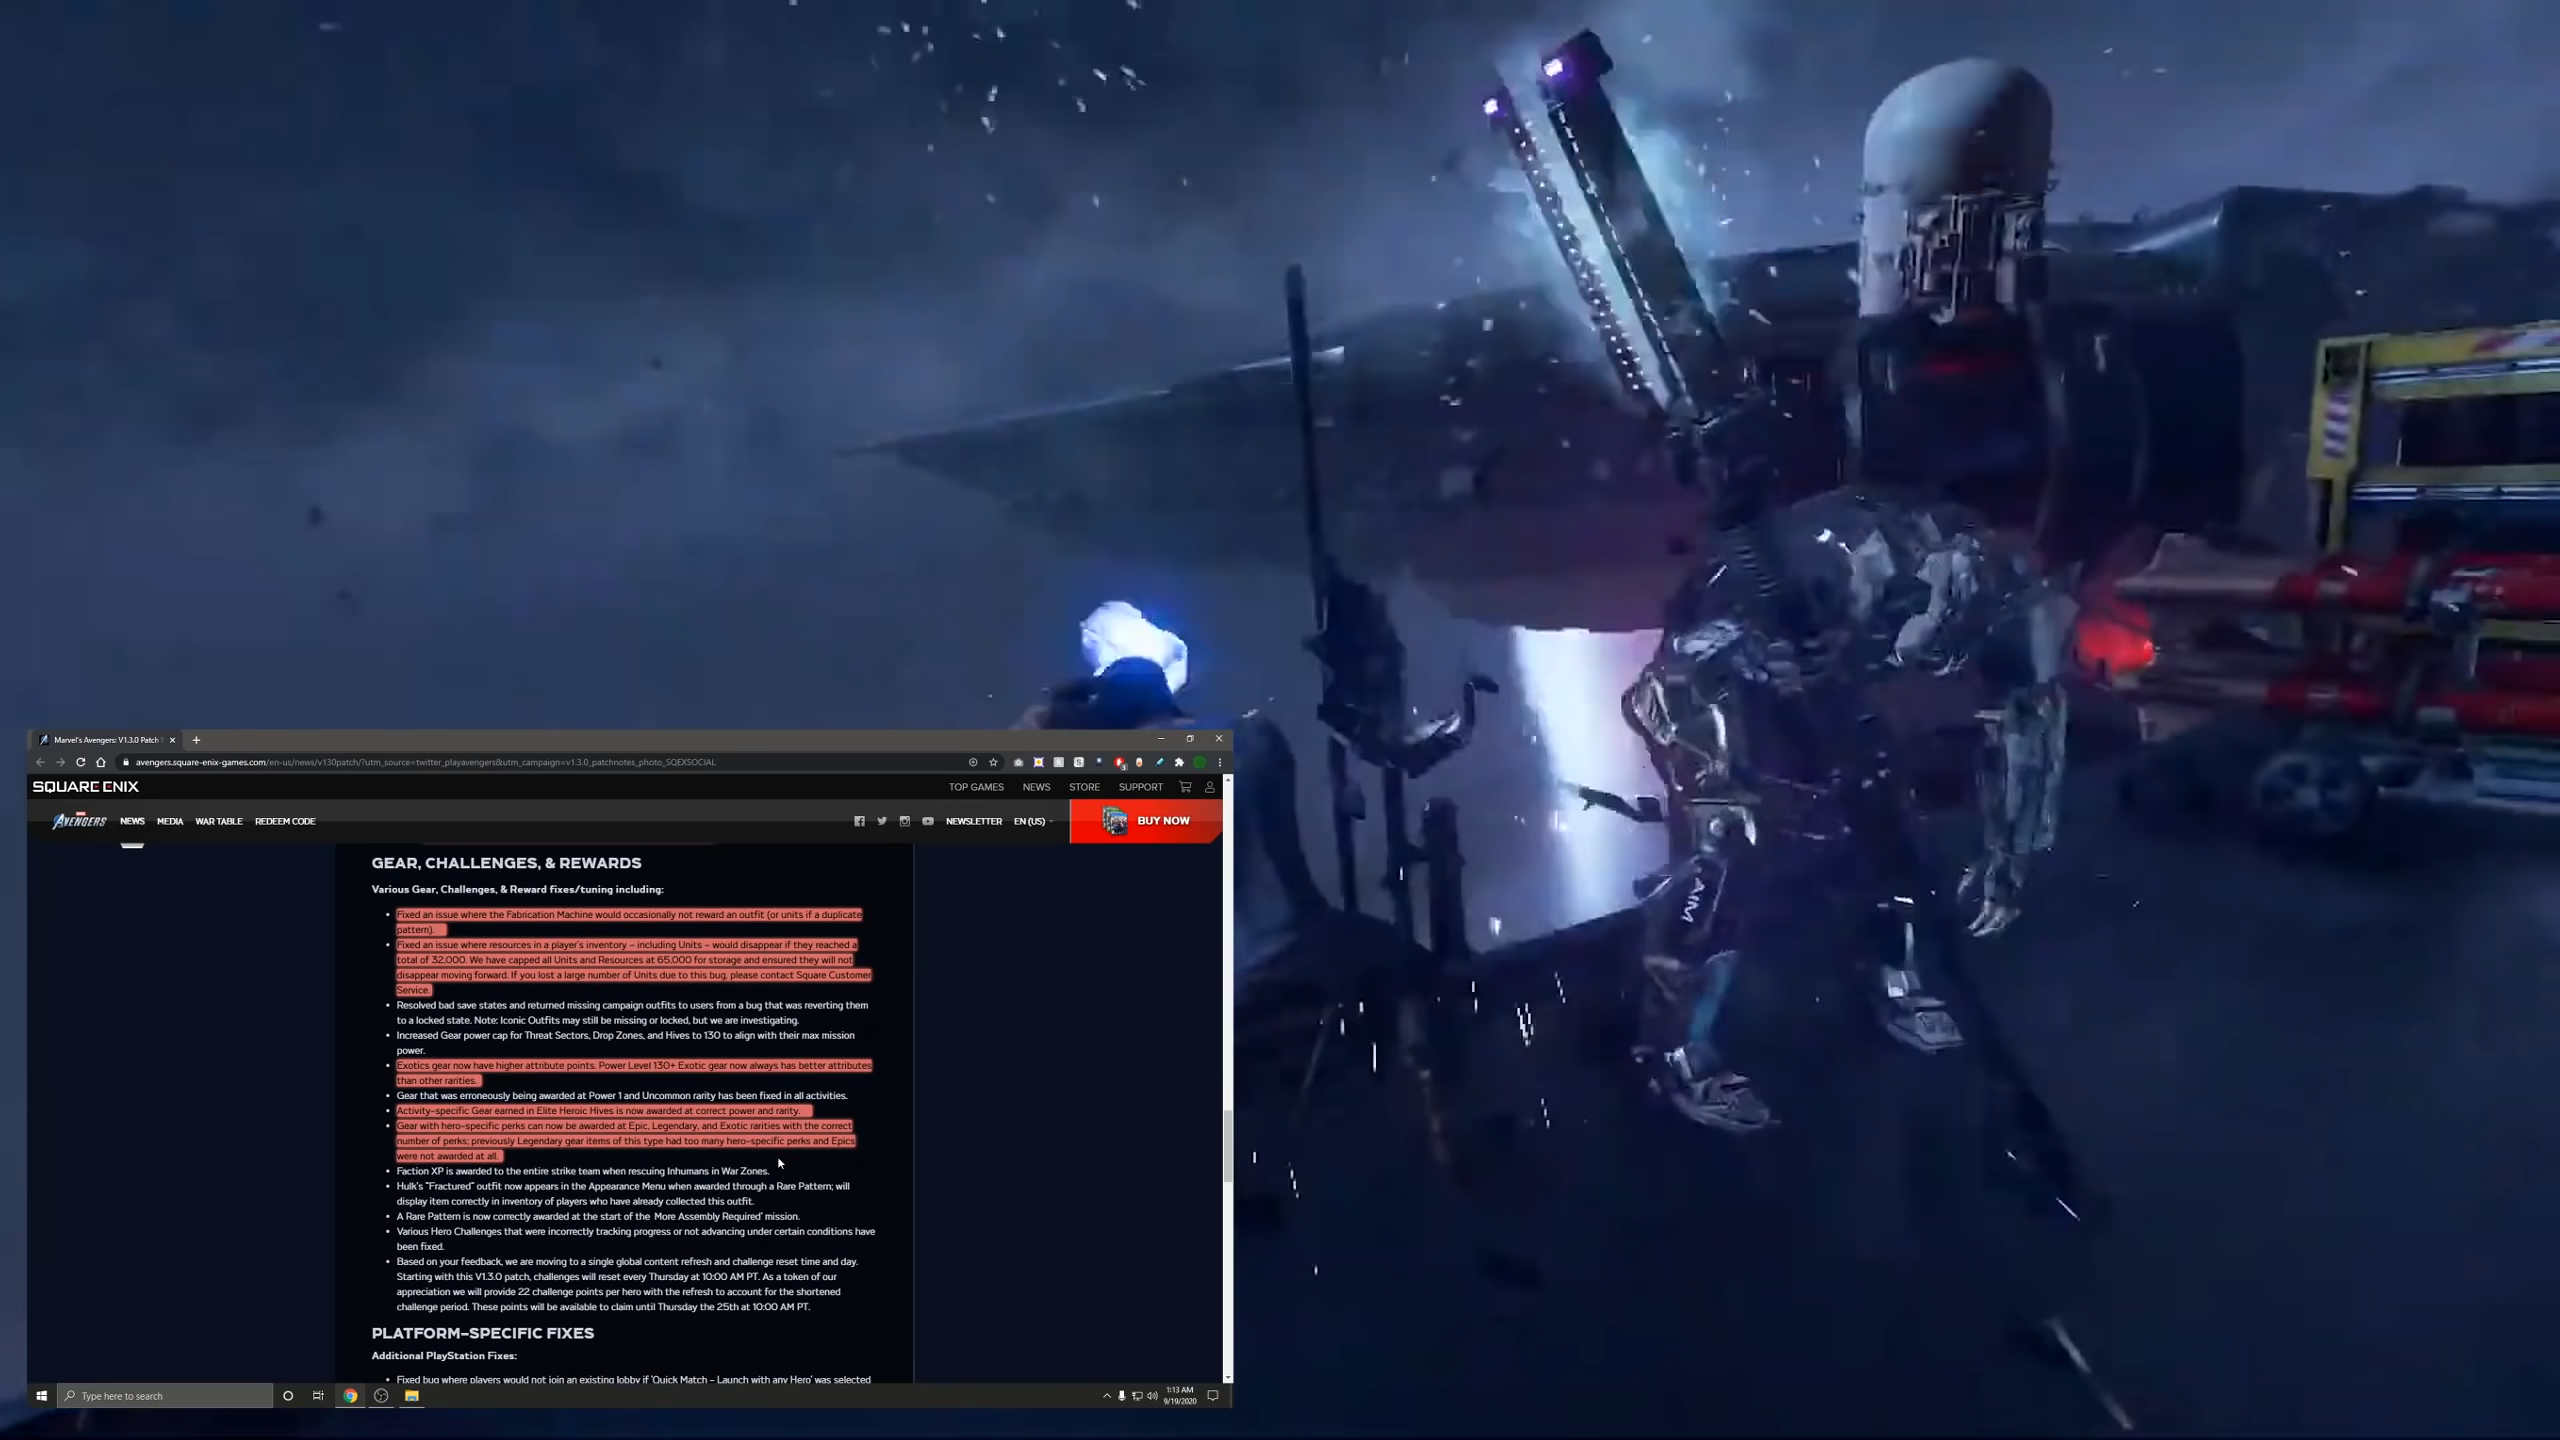 AIM
Marvel's Avengers: V1.3.0 Patch
avengers.square-enix-games.com/en-us/news/v130patch/?utm_source=twitter_playavengers&utm_campaign=v1.3.0_patchnotes_photo_SQEXSOCIAL
SQUARE ENIX
TOP GAMES NEWS STORE SUPPORT
MARVEL AVENGERS NEWS MEDIA WAR TABLE REDEEM CODE NEWSLETTER EN (US) BUY NOW
GEAR, CHALLENGES, & REWARDS
Various Gear, Challenges, & Reward fixes/tuning including:
• Fixed an issue where the Fabrication Machine would occasionally not reward an outfit (or units if a duplicate
pattern).
• Fixed an issue where resources in a player's inventory – including Units – would disappear if they reached a
total of 32,000. We have capped all Units and Resources at 65,000 for storage and ensured they will not
disappear moving forward. If you lost a large number of Units due to this bug, please contact Square Customer
Service.
• Resolved bad save states and returned missing campaign outfits to users from a bug that was reverting them
to a locked state. Note: Iconic Outfits may still be missing or locked, but we are investigating.
• Increased Gear power cap for Threat Sectors, Drop Zones, and Hives to 130 to align with their max mission
power.
• Exotics gear now have higher attribute points. Power Level 130+ Exotic gear now always has better attributes
than other rarities.
• Gear that was erroneously being awarded at Power 1 and Uncommon rarity has been fixed in all activities.
• Activity-specific Gear earned in Elite Heroic Hives is now awarded at correct power and rarity.
• Gear with hero-specific perks can now be awarded at Epic, Legendary, and Exotic rarities with the correct
number of perks; previously Legendary gear items of this type had too many hero-specific perks and Epics
were not awarded at all.
• Faction XP is awarded to the entire strike team when rescuing Inhumans in War Zones.
• Hulk's "Fractured" outfit now appears in the Appearance Menu when awarded through a Rare Pattern; will
display item correctly in inventory of players who have already collected this outfit.
• A Rare Pattern is now correctly awarded at the start of the 'More Assembly Required' mission.
• Various Hero Challenges that were incorrectly tracking progress or not advancing under certain conditions have
been fixed.
• Based on your feedback, we are moving to a single global content refresh and challenge reset time and day.
Starting with this V1.3.0 patch, challenges will reset every Thursday at 10:00 AM PT. As a token of our
appreciation we will provide 22 challenge points per hero with the refresh to account for the shortened
challenge period. These points will be available to claim until Thursday the 25th at 10:00 AM PT.
PLATFORM-SPECIFIC FIXES
Additional PlayStation Fixes:
• Fixed bug where players would not join an existing lobby if 'Quick Match – Launch with any Hero' was selected
Type here to search
1:13 AM
9/19/2020